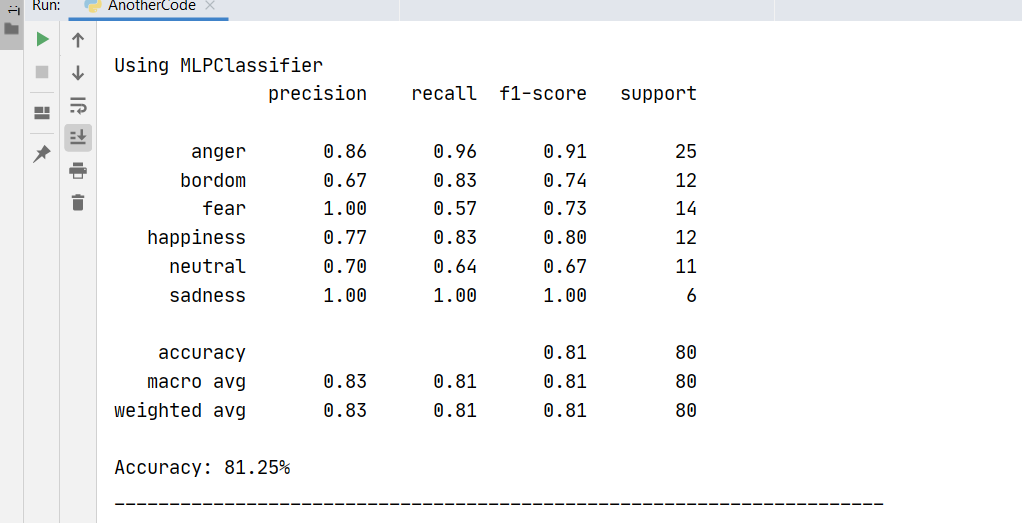 Run: AnotherCode
Using MLPClassifier
precision recall f1-score support
anger 0.86 0.96 0.91 25
bordom 0.67 0.83 0.74 12
fear 1.00 0.57 0.73 14
happiness 0.77 0.83 0.80 12
neutral 0.70 0.64 0.67 11
sadness 1.00 1.00 1.00 6
accuracy 0.81 80
macro avg 0.83 0.81 0.81 80
weighted avg 0.83 0.81 0.81 80
Accuracy: 81.25%
----------------------------------------------------------------------